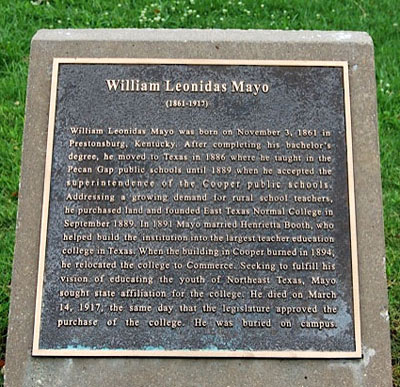 William Leonidas Mayo
(1861-1917)
William Leonidas Mayo was born on November 3, 1861 in
Prestonsburg, Kentucky. After completing his bachelor's
degree, he moved to Texas in 1886 where he taught in the
Pecan Gap public schools until 1889 when he accepted the
superintendence of the Cooper public schools.
Addressing a growing demand for rural school teachers,
he purchased land and founded East Texas Normal College in
September 1889. In 1891 Mayo married Henrietta Booth, who
helped build the institution into the largest teacher education
college in Texas. When the building in Cooper burned in 1894,
he relocated the college to Commerce. Seeking to fulfill his
vision of educating the youth of Northeast Texas, Mayo
sought state affiliation for the college. He died on March
14, 1917, the same day that the legislature approved the
purchase of the college. He was buried on campus.